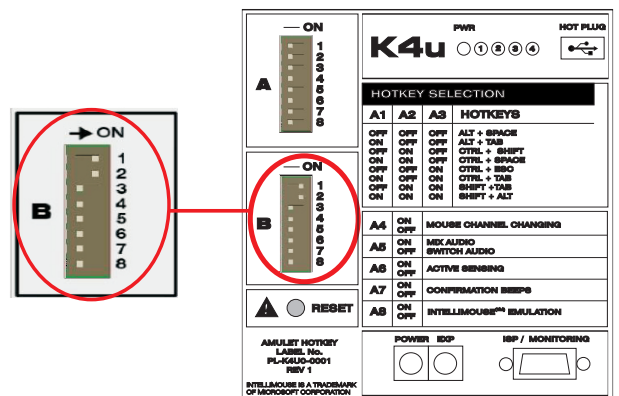 → ON
B
1
2
3
4
5
6
7
8
— ON
A
1
2
3
4
5
6
7
8
— ON
B
1
2
3
4
5
6
7
8
RESET
AMULET HOTKEY
LABEL No.
PL-K4U0-0001
REV 1
INTELLIMOUSE IS A TRADEMARK
OF MICROSOFT CORPORATION
K4u
PWR
1 2 3 4
HOT PLUG
HOTKEY SELECTION
A1 A2 A3 HOTKEYS
OFF OFF OFF ALT + SPACE
ON OFF OFF ALT + TAB
OFF ON OFF CTRL + SHIFT
ON ON OFF CTRL + SPACE
ON OFF ON CTRL + ESC
ON OFF ON CTRL + TAB
OFF ON ON SHIFT +TAB
ON ON ON SHIFT + ALT
A4 ON OFF MOUSE CHANNEL CHANGING
A5 ON MIX AUDIO
OFF SWITCH AUDIO
A6 ON OFF ACTIVE SENSING
A7 ON OFF CONFIRMATION BEEPS
A8 ON OFF INTELLIMOUSE EMULATION
POWER EXP
ISP / MONITORING